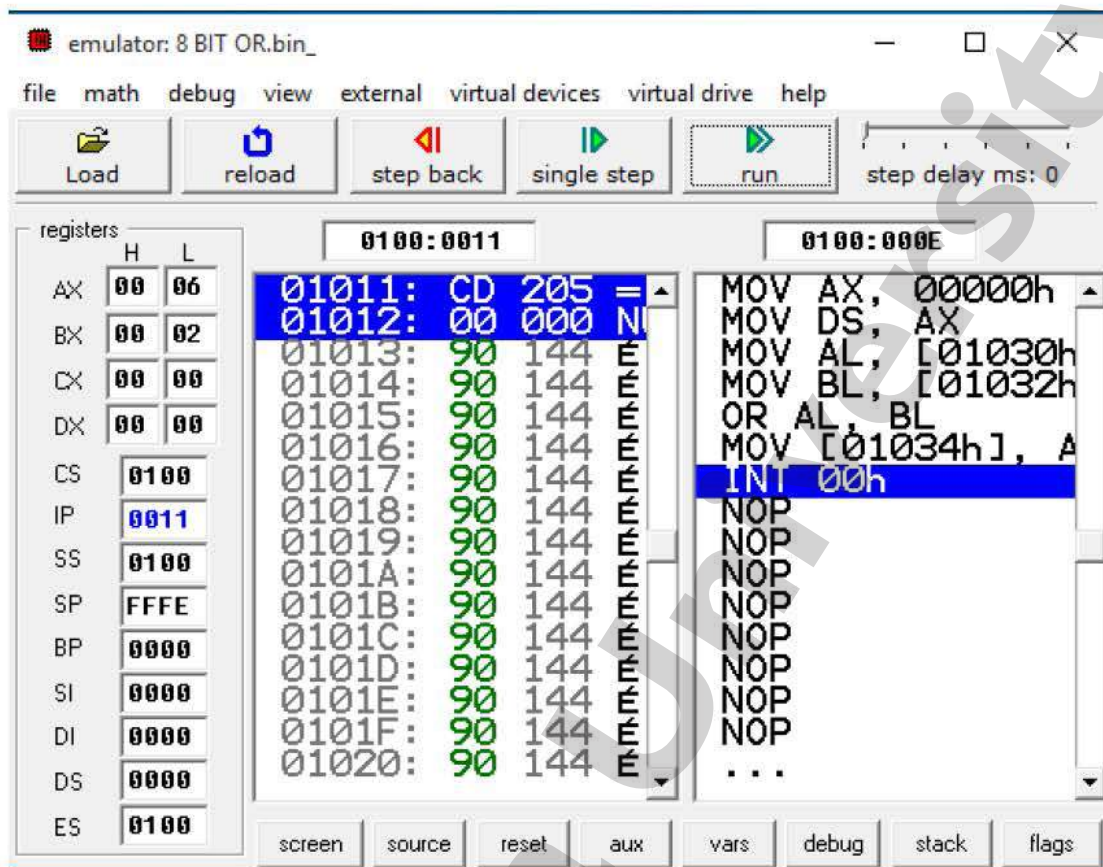 emulator: 8 BIT OR.bin_
file math debug view external virtual devices virtual drive help
Load reload step back single step run step delay ms: 0
registers
H L
0100:0011 0100:000E
AX 00 06
BX 00 02
CX 00 00
DX 00 00
CS 0100
IP 0011
SS 0100
SP FFFE
BP 0000
SI 0000
DI 0000
DS 0000
ES 0100
01011: CD 205 =
01012: 00 000 NU
01013: 90 144 É
01014: 90 144 É
01015: 90 144 É
01016: 90 144 É
01017: 90 144 É
01018: 90 144 É
01019: 90 144 É
0101A: 90 144 É
0101B: 90 144 É
0101C: 90 144 É
0101D: 90 144 É
0101E: 90 144 É
0101F: 90 144 É
01020: 90 144 É
MOV AX, 00000h
MOV DS, AX
MOV AL, [01030h
MOV BL, [01032h
OR AL, BL
MOV [01034h], A
INT 00h
NOP
NOP
NOP
NOP
NOP
NOP
NOP
NOP
...
screen source reset aux vars debug stack flags
University